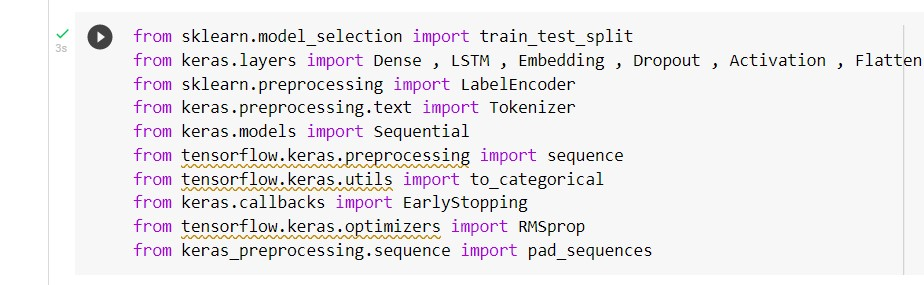 from sklearn.model_selection import train_test_split
from keras.layers import Dense , LSTM , Embedding , Dropout , Activation , Flatten
from sklearn.preprocessing import LabelEncoder
from keras.preprocessing.text import Tokenizer
from keras.models import Sequential
from tensorflow.keras.preprocessing import sequence
from tensorflow.keras.utils import to_categorical
from keras.callbacks import EarlyStopping
from tensorflow.keras.optimizers import RMSprop
from keras_preprocessing.sequence import pad_sequences
3s